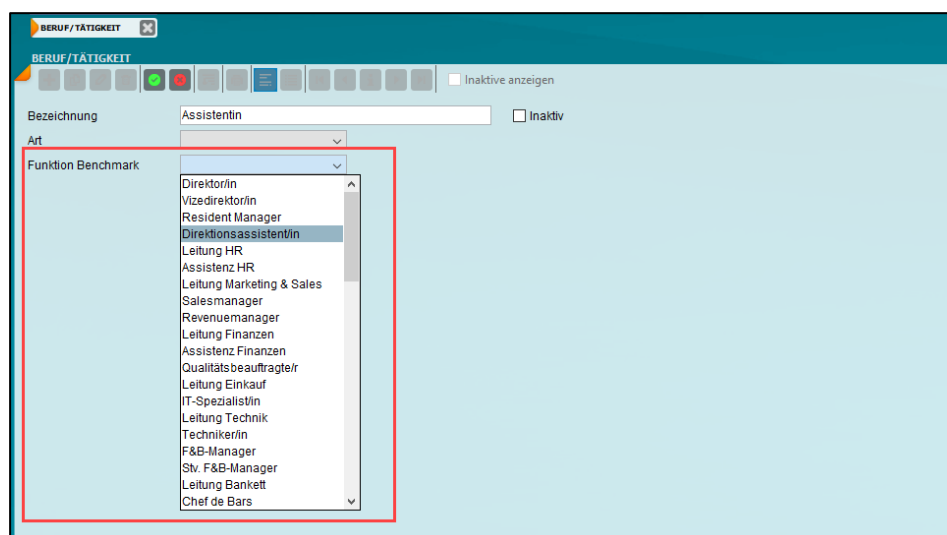 BERUF/TÄTIGKEIT
BERUF/TÄTIGKEIT
Inaktive anzeigen
Bezeichnung Assistentin Inaktiv
Art
Funktion Benchmark
Direktor/in
Vizedirektor/in
Resident Manager
Direktionsassistent/in
Leitung HR
Assistenz HR
Leitung Marketing & Sales
Salesmanager
Revenuemanager
Leitung Finanzen
Assistenz Finanzen
Qualitätsbeauftragte/r
Leitung Einkauf
IT-Spezialist/in
Leitung Technik
Techniker/in
F&B-Manager
Stv. F&B-Manager
Leitung Bankett
Chef de Bars